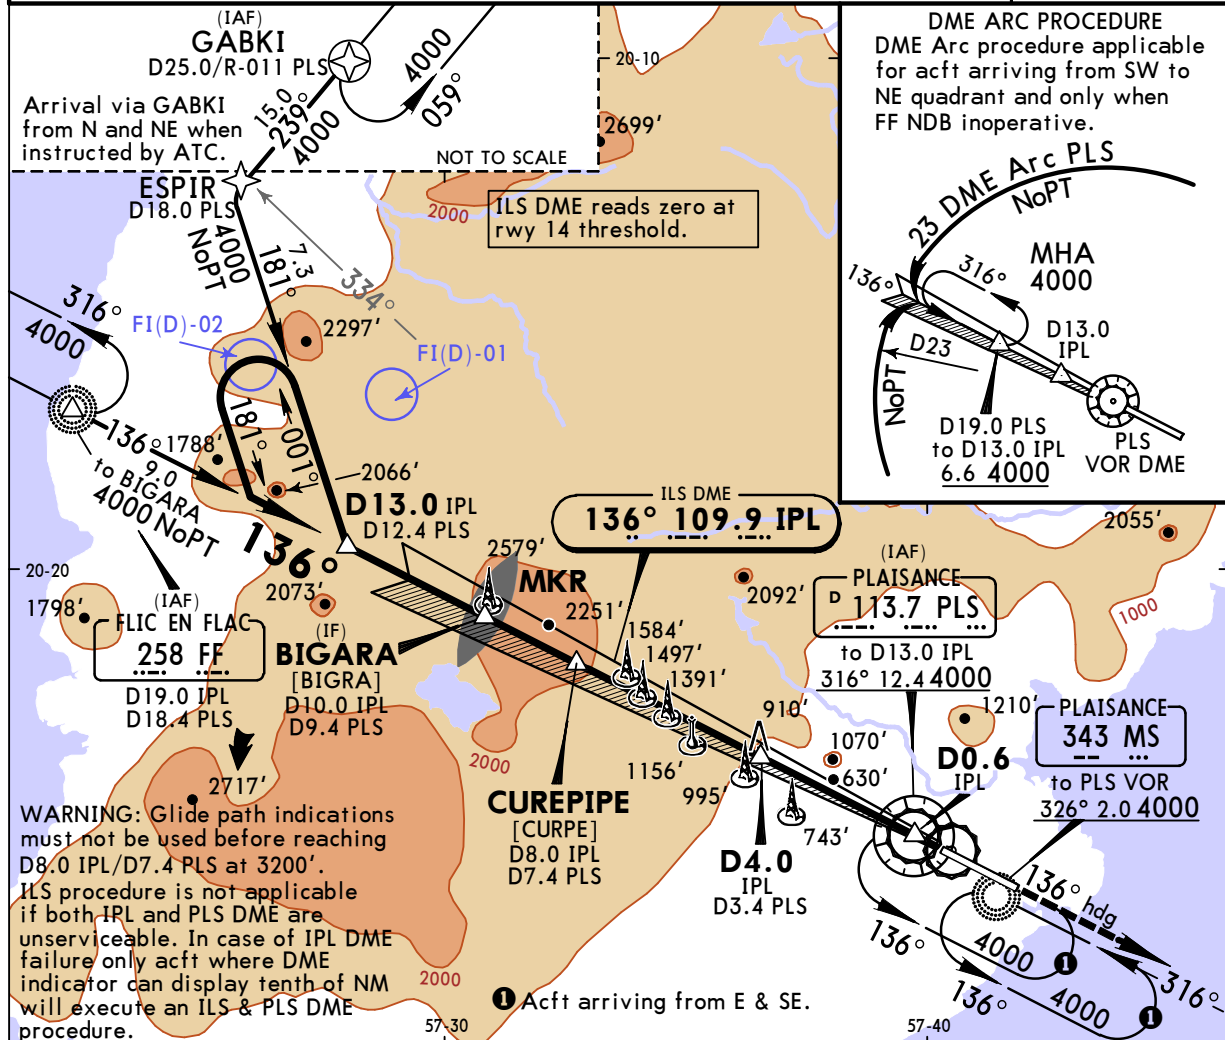 (IAF)
GABKI
D25.0/R-011 PLS
4000
059°
15.0
239°
4000
Arrival via GABKI
from N and NE when
instructed by ATC.
NOT TO SCALE
20-10
2699'
DME ARC PROCEDURE
DME Arc procedure applicable
for acft arriving from SW to
NE quadrant and only when
FF NDB inoperative.
23 DME Arc PLS
NoPT
MHA
4000
136°
316°
D23
NoPT
D13.0
IPL
D19.0 PLS
to D13.0 IPL
6.6 4000
PLS
VOR DME
ESPIR
D18.0 PLS
4000
NoPT
7.3
181°
334°
2000
ILS DME reads zero at
rwy 14 threshold.
316°
4000
FI(D)-02
2297'
FI(D)-01
136°
9.0
to BIGARA
4000 NoPT
1788'
181°
001°
2066'
136°
D13.0 IPL
D12.4 PLS
ILS DME
136° 109.9 IPL
2055'
20-20
1798'
(IAF)
FLIC EN FLAC
258 FF
D19.0 IPL
D18.4 PLS
2073'
(IF)
BIGARA
[BIGRA]
D10.0 IPL
D9.4 PLS
2579'
MKR
2251'
2092'
(IAF)
PLAISANCE
D 113.7 PLS
to D13.0 IPL
316° 12.4 4000
1000
1584'
1497'
1391'
910'
1210'
PLAISANCE
343 MS
to PLS VOR
326° 2.0 4000
1070'
630'
D0.6
IPL
2000
2717'
1156'
995'
743'
CUREPIPE
[CURPE]
D8.0 IPL
D7.4 PLS
D4.0
IPL
D3.4 PLS
WARNING: Glide path indications
must not be used before reaching
D8.0 IPL/D7.4 PLS at 3200'.
ILS procedure is not applicable
if both IPL and PLS DME are
unserviceable. In case of IPL DME
failure only acft where DME
indicator can display tenth of NM
will execute an ILS & PLS DME
procedure.
2000
136° hdg
136°
4000
1
136°
4000
1
316°
1 Acft arriving from E & SE.
57-30
57-40